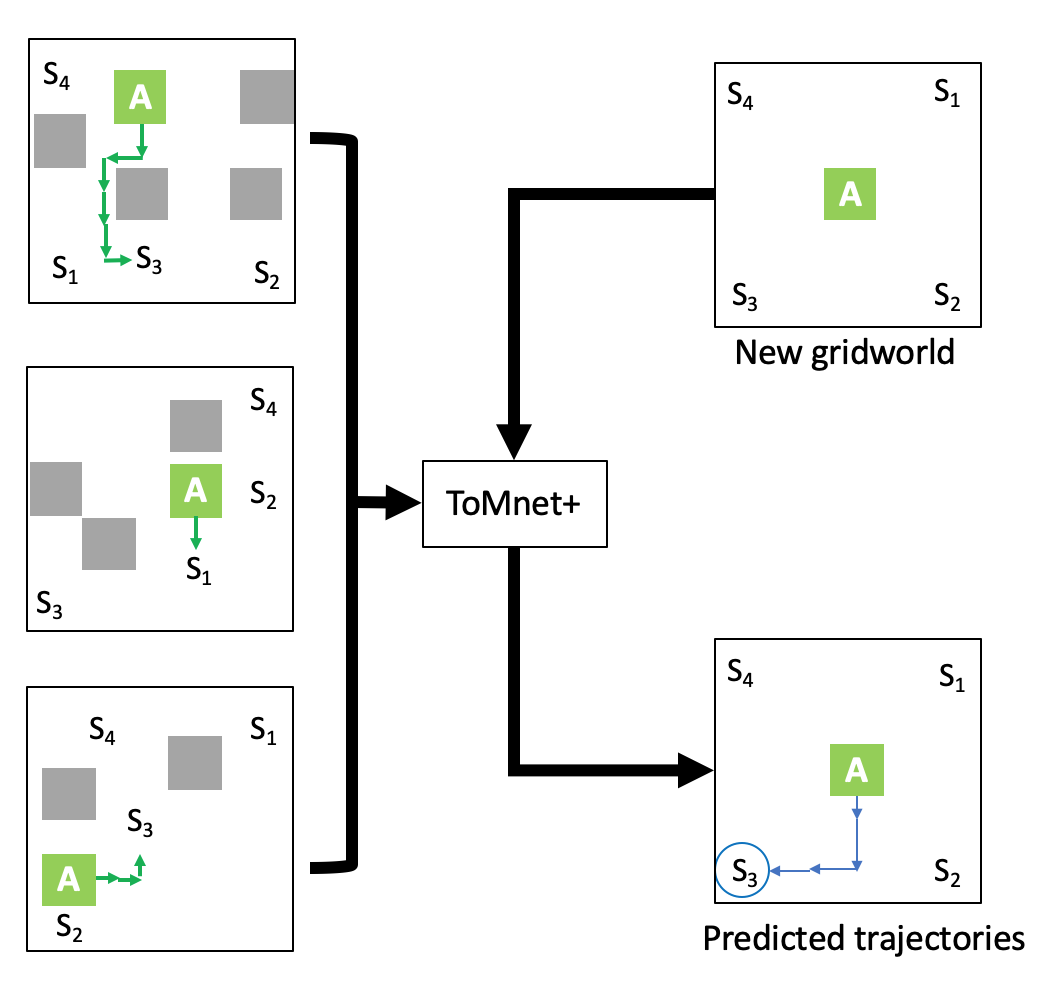 S₄
A
S₁
S₃
S₂
S₄
A
S₂
S₁
S₃
S₄
S₁
S₃
A
S₂
ToMnet+
S₄
S₁
A
S₃
S₂
New gridworld
S₄
S₁
A
S₃
S₂
Predicted trajectories